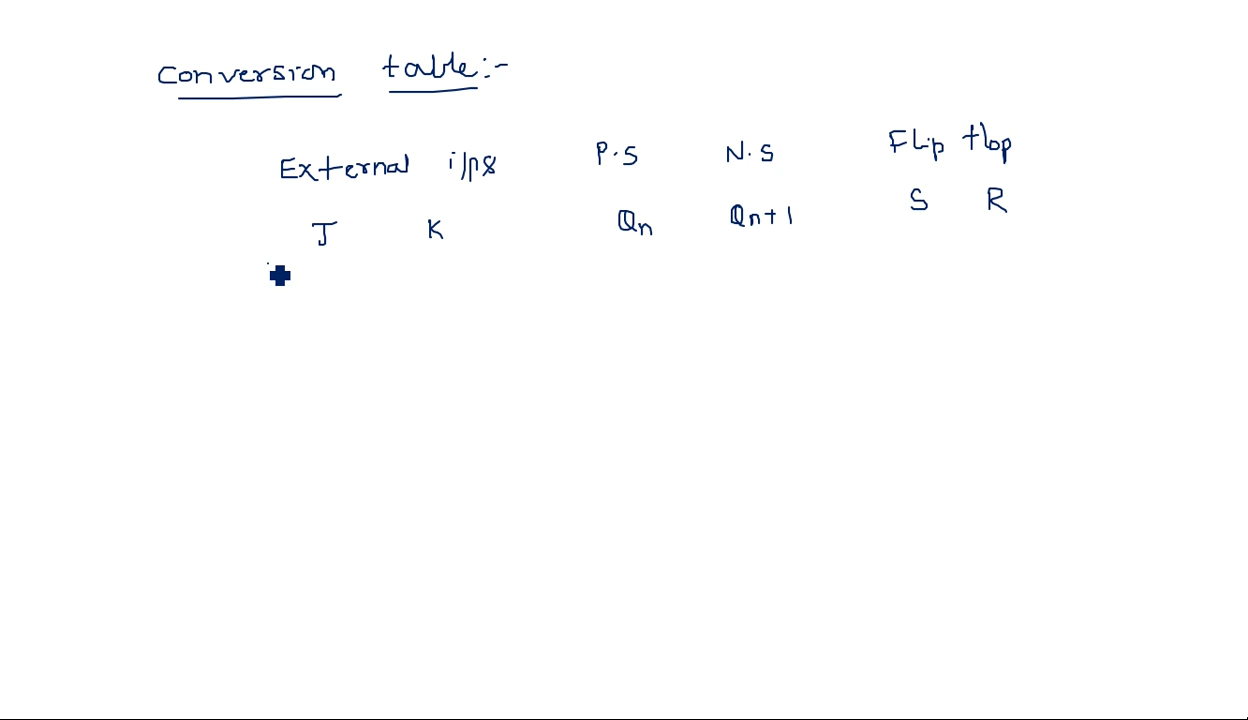 Conversion table:-
External i/ps P.S N.S Flip flop
J K Qn Qn+1 S R